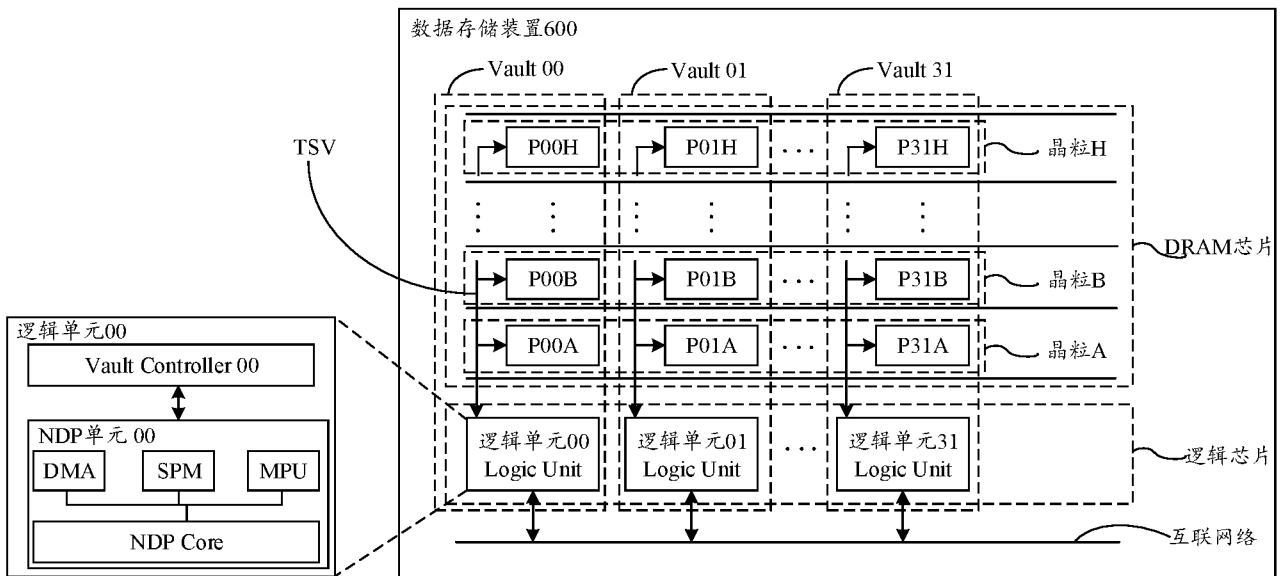 数据存储装置600
Vault 00
Vault 01
Vault 31
TSV
P00H
P01H
...
P31H
晶粒H
DRAM芯片
P00B
P01B
...
P31B
晶粒B
P00A
P01A
...
P31A
晶粒A
逻辑单元00
Logic Unit
逻辑单元01
Logic Unit
...
逻辑单元31
Logic Unit
逻辑芯片
互联网络
逻辑单元00
Vault Controller 00
NDP单元 00
DMA
SPM
MPU
NDP Core